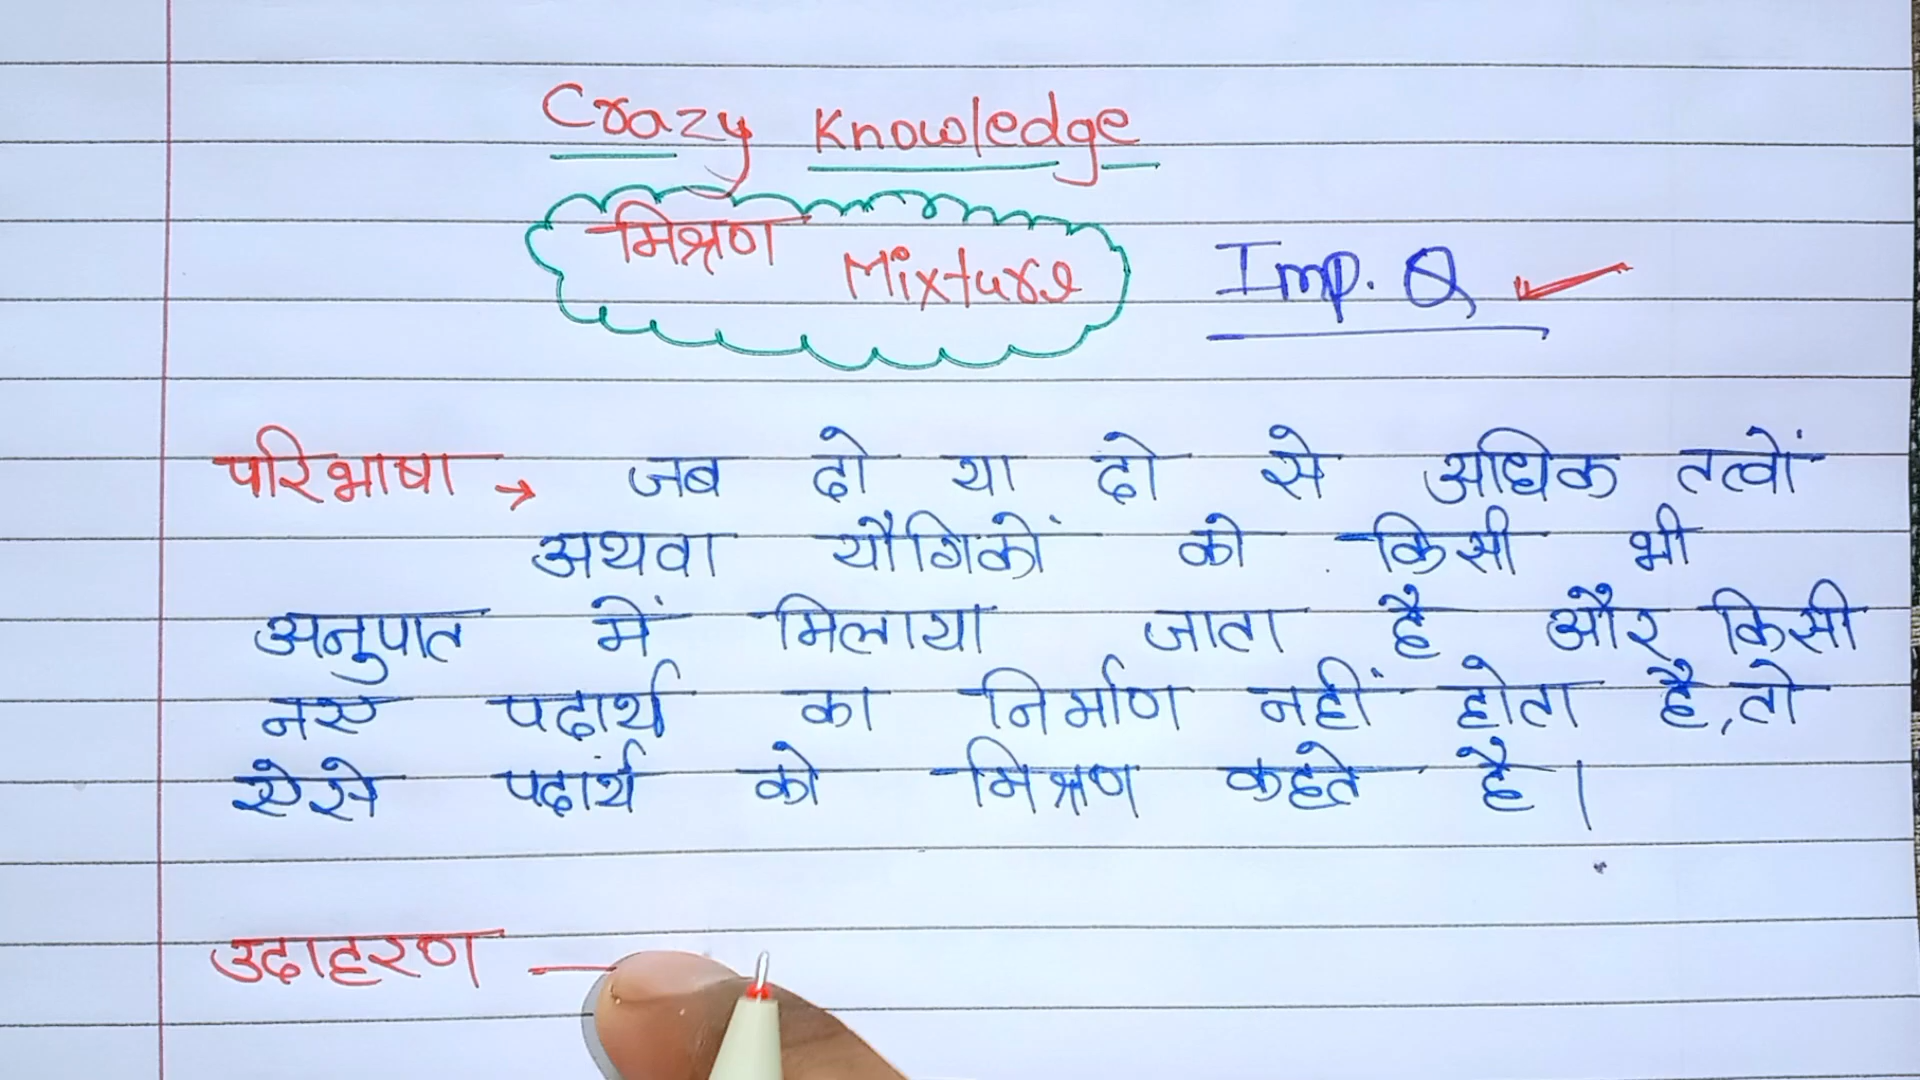 Crazy Knowledge
मिश्रण Mixture Imp. Q
परिभाषा → जब दो या दो से अधिक तत्वों
अथवा यौगिकों को किसी भी
अनुपात में मिलाया जाता है और किसी
नए पदार्थ का निर्माण नहीं होता है, तो
ऐसे पदार्थ को मिश्रण कहते है।
उदाहरण —